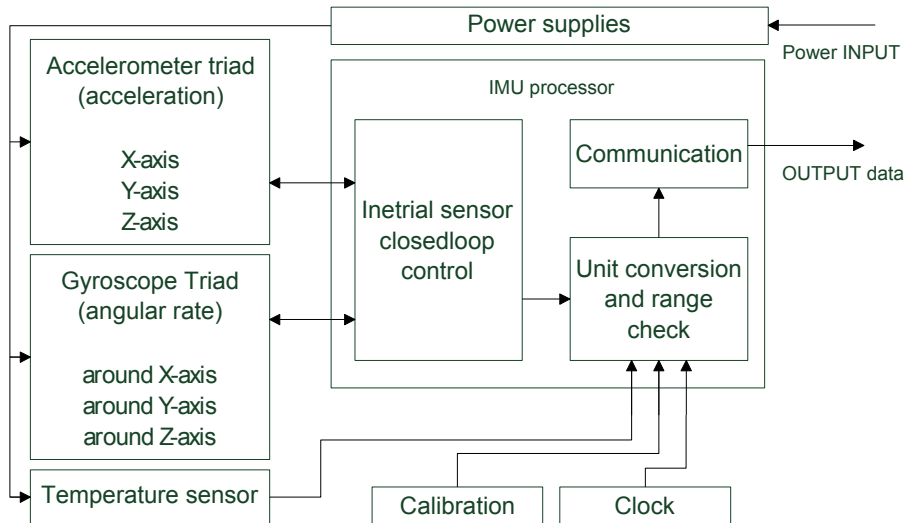 Power supplies
Power INPUT
Accelerometer triad
(acceleration)
X-axis
Y-axis
Z-axis
IMU processor
Communication
OUTPUT data
Inetrial sensor
closedloop
control
Gyroscope Triad
(angular rate)
around X-axis
around Y-axis
around Z-axis
Unit conversion
and range
check
Temperature sensor
Calibration
Clock